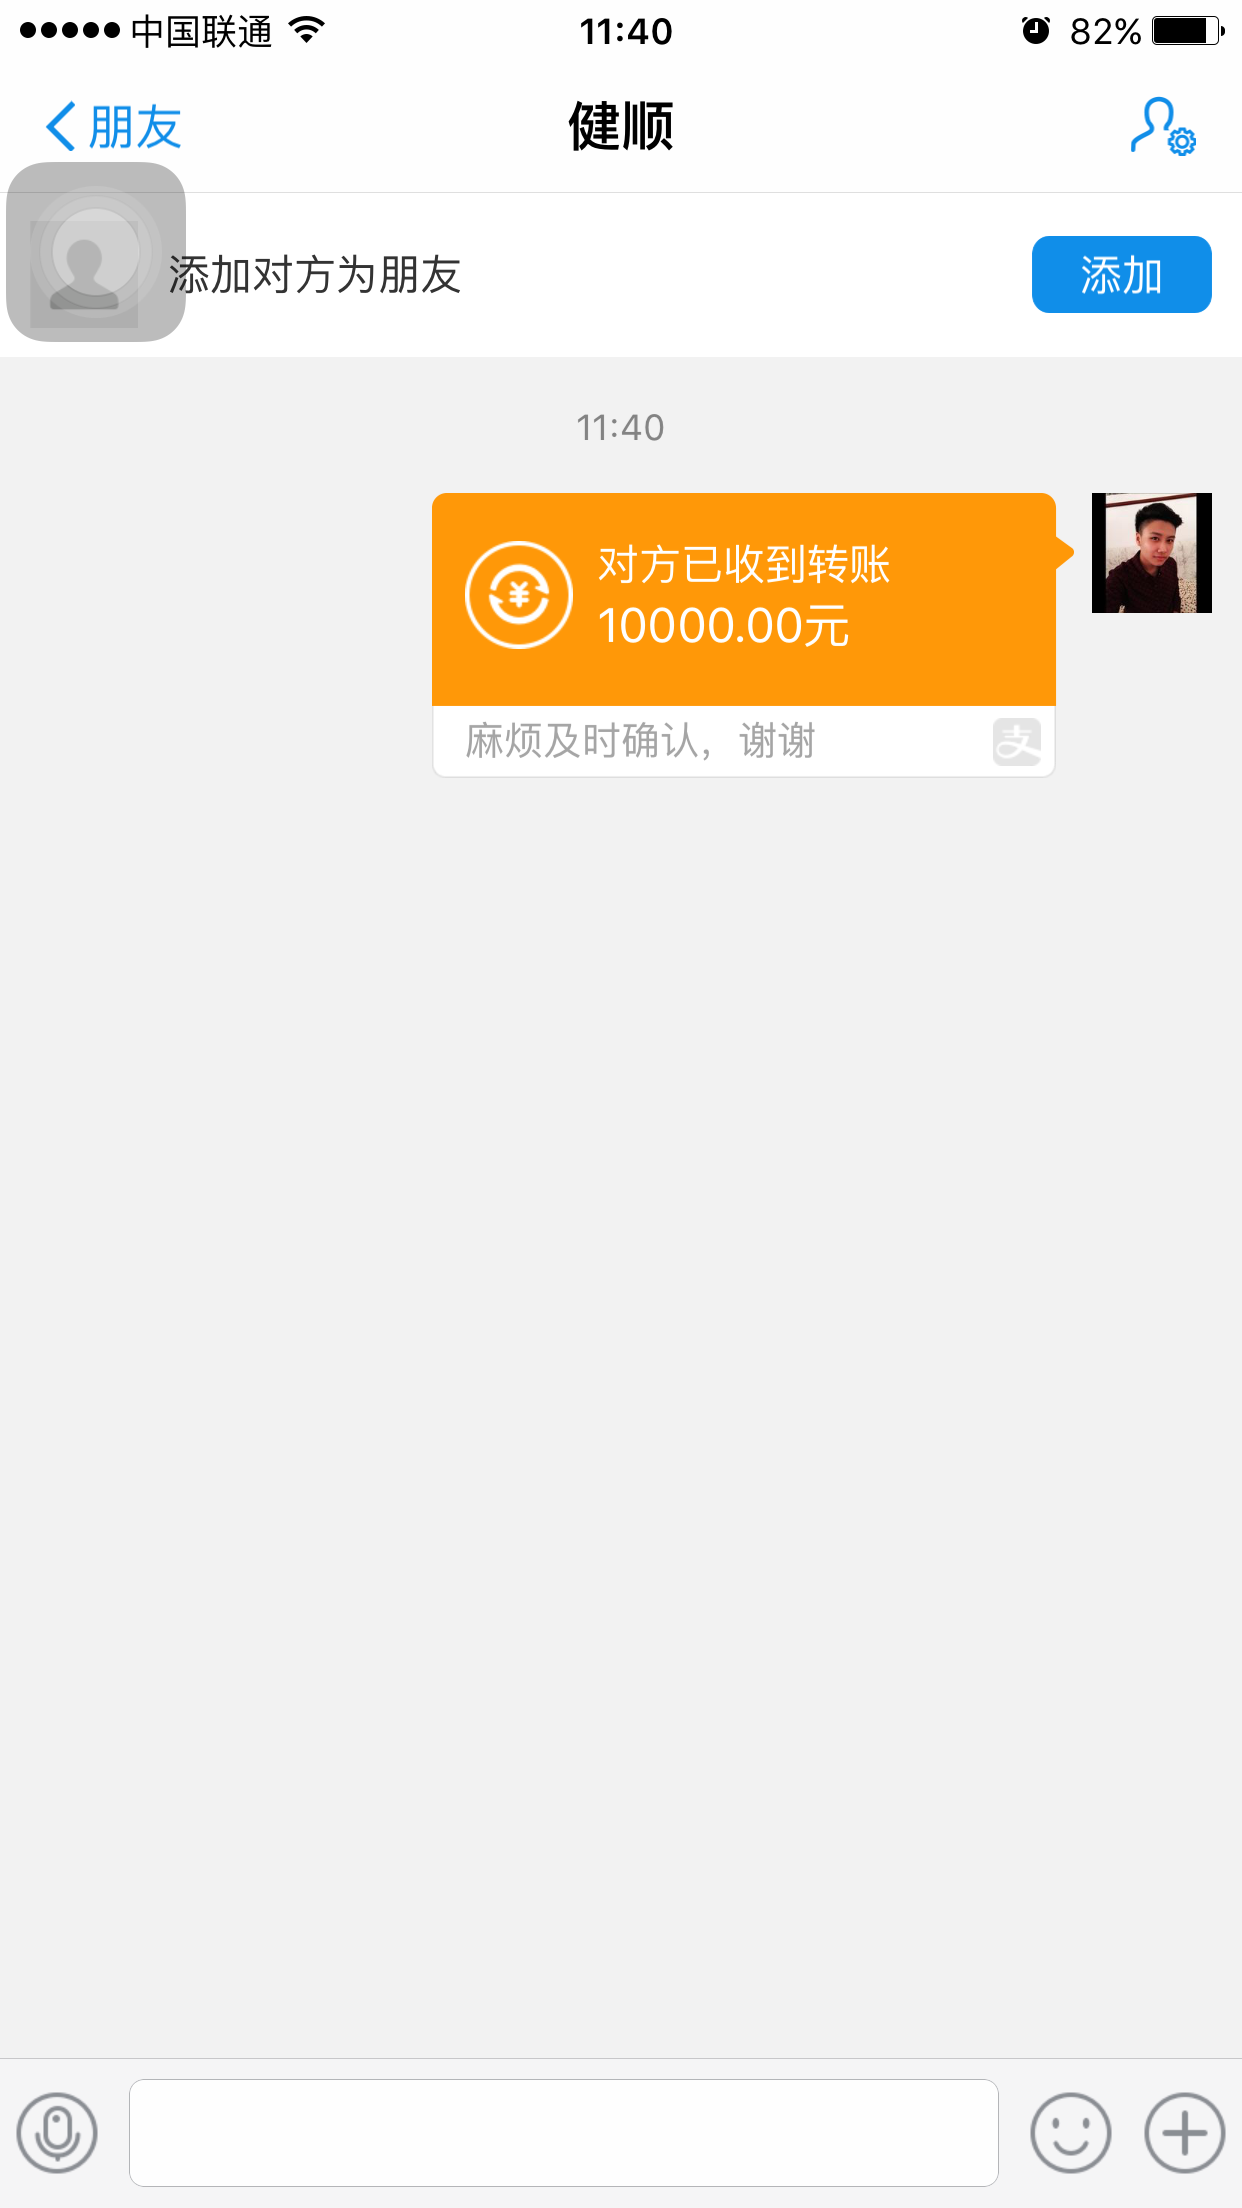 中国联通 11:40 82%
朋友 健顺
添加对方为朋友 添加
11:40
对方已收到转账
10000.00元
麻烦及时确认，谢谢 支